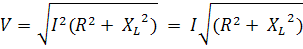 V = √(I²(R² + X_L²)) = I√((R² + X_L²))